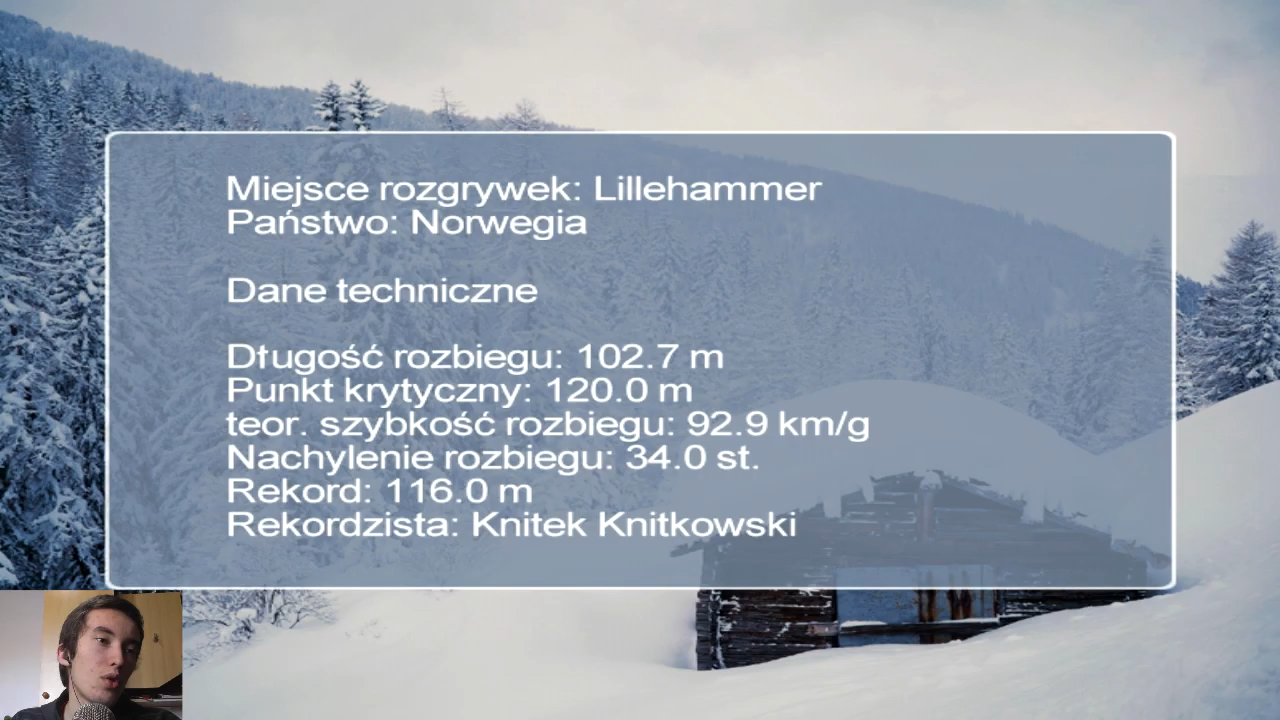 Miejsce rozgrywek: Lillehammer
Państwo: Norwegia
Dane techniczne
Długość rozbiegu: 102.7 m
Punkt krytyczny: 120.0 m
teor. szybkość rozbiegu: 92.9 km/g
Nachylenie rozbiegu: 34.0 st.
Rekord: 116.0 m
Rekordzista: Knitek Knitkowski